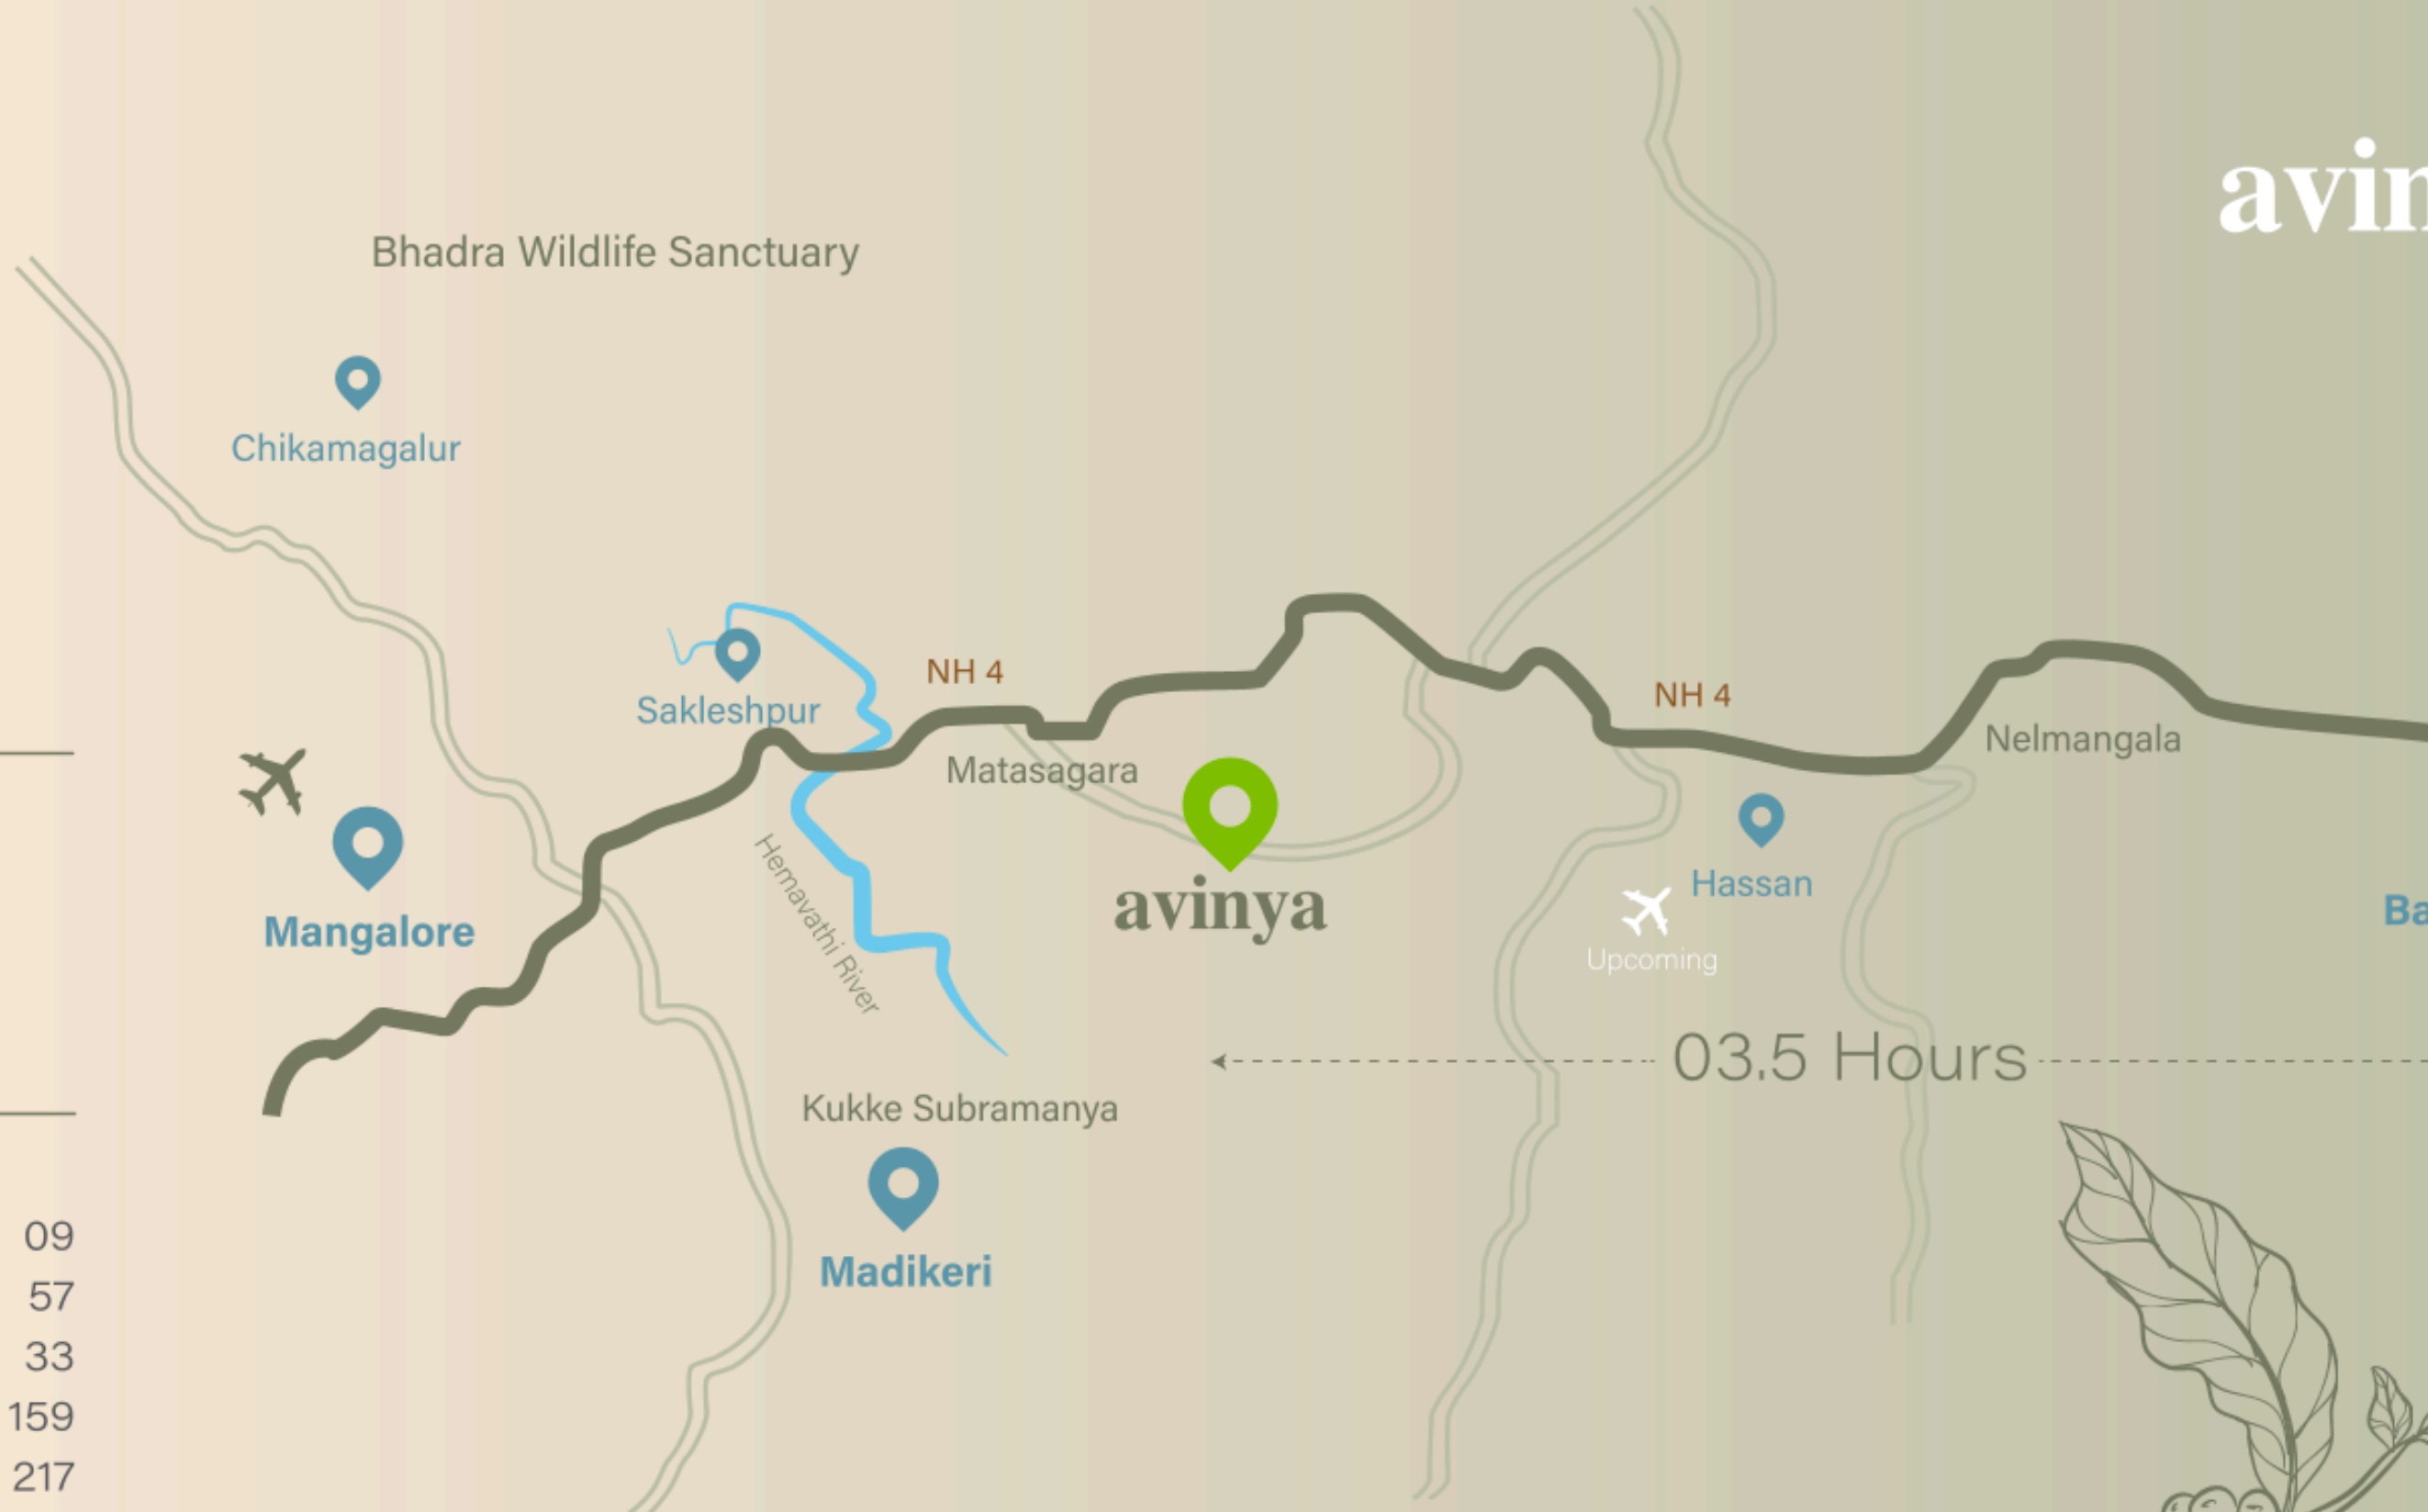 avin
Bhadra Wildlife Sanctuary
Chikamagalur
NH 4
NH 4
Sakleshpur
Nelmangala
Matasagara
Hemavathi River
avinya
Hassan
Ba
Mangalore
Upcoming
03.5 Hours
Kukke Subramanya
Madikeri
09
57
33
159
217